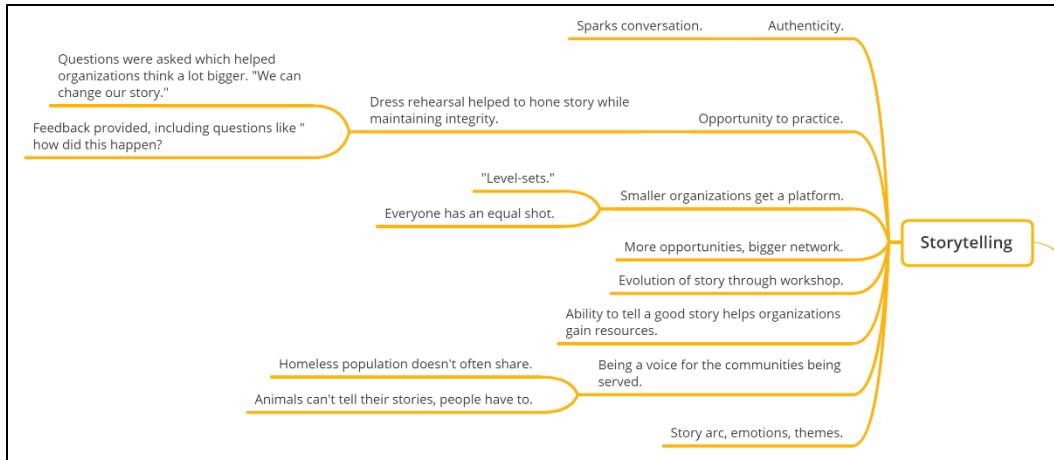 Sparks conversation.
Authenticity.
Questions were asked which helped
organizations think a lot bigger. "We can
change our story."
Feedback provided, including questions like "
how did this happen?
Dress rehearsal helped to hone story while
maintaining integrity.
Opportunity to practice.
"Level-sets."
Everyone has an equal shot.
Smaller organizations get a platform.
More opportunities, bigger network.
Evolution of story through workshop.
Storytelling
Ability to tell a good story helps organizations
gain resources.
Homeless population doesn't often share.
Animals can't tell their stories, people have to.
Being a voice for the communities being
served.
Story arc, emotions, themes.